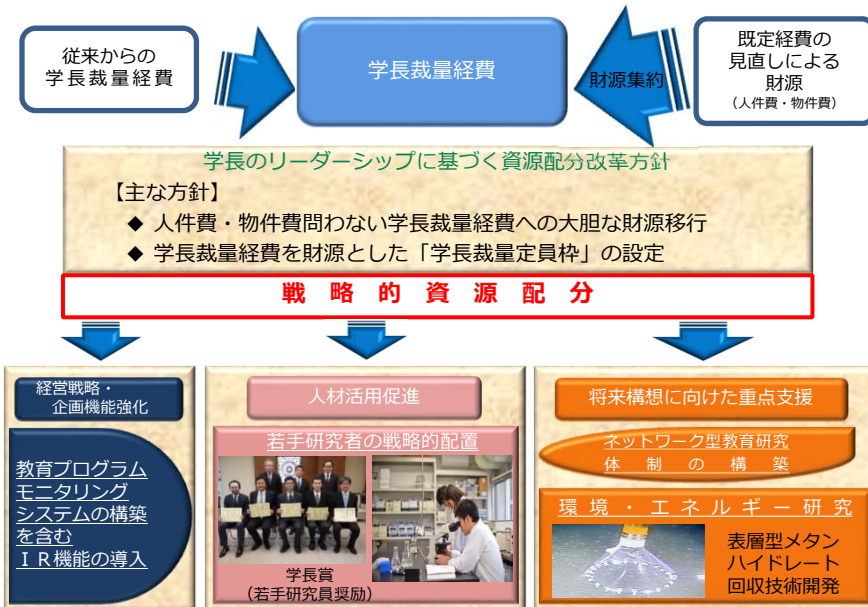 従来からの
学長裁量経費
学長裁量経費
財源集約
既定経費の
見直しによる
財源
（人件費・物件費）
学長のリーダーシップに基づく資源配分改革方針
【主な方針】
◆ 人件費・物件費問わない学長裁量経費への大胆な財源移行
◆ 学長裁量経費を財源とした「学長裁量定員枠」の設定
戦略的資源配分
経営戦略・
企画機能強化
教育プログラム
モニタリング
システムの構築
を含む
ＩＲ機能の導入
人材活用促進
若手研究者の戦略的配置
学長賞
（若手研究員奨励）
将来構想に向けた重点支援
ネットワーク型教育研究
体制の構築
環境・エネルギー研究
表層型メタン
ハイドレート
回収技術開発